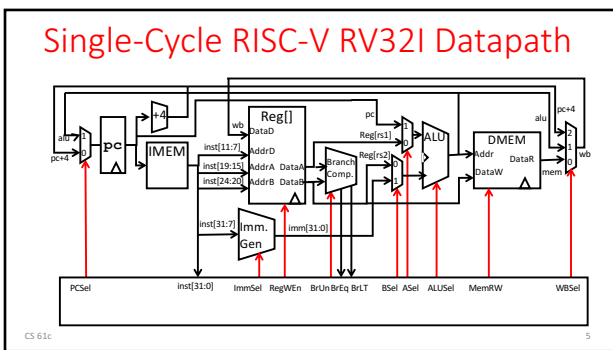 Single-Cycle RISC-V RV32I Datapath
+4
pc
pc+4
alu
alu
1
wb
Reg[]
1
ALU
2
pc
DataD
Reg[rs1]
0
DMEM
1
wb
pc+4
0
IMEM
inst[11:7]
AddrD
Addr
inst[19:15]
AddrA
DataA
Branch
Reg[rs2]
0
DataR
0
inst[24:20]
AddrB
DataB
Comp.
1
DataW
mem
inst[31:7]
Imm.
Gen
imm[31:0]
PCSel
inst[31:0]
ImmSel
RegWEn
BrUn
BrEq
BrLT
BSel
ASel
ALUSel
MemRW
WBSel
CS 61c
5